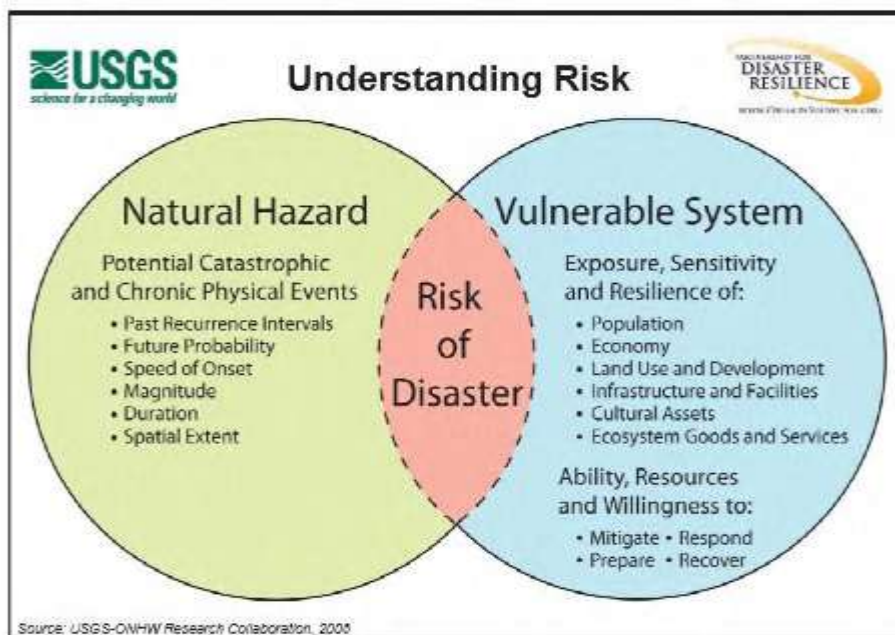 USGS
science for a changing world
Understanding Risk
PARTNERSHIP FOR
DISASTER
RESILIENCE
Natural Hazard
Potential Catastrophic
and Chronic Physical Events
• Past Recurrence Intervals
• Future Probability
• Speed of Onset
• Magnitude
• Duration
• Spatial Extent
Risk
of
Disaster
Vulnerable System
Exposure, Sensitivity
and Resilience of:
• Population
• Economy
• Land Use and Development
• Infrastructure and Facilities
• Cultural Assets
• Ecosystem Goods and Services
Ability, Resources
and Willingness to:
• Mitigate • Respond
• Prepare • Recover
Source: USGS-ONHW Research Collaboration, 2006